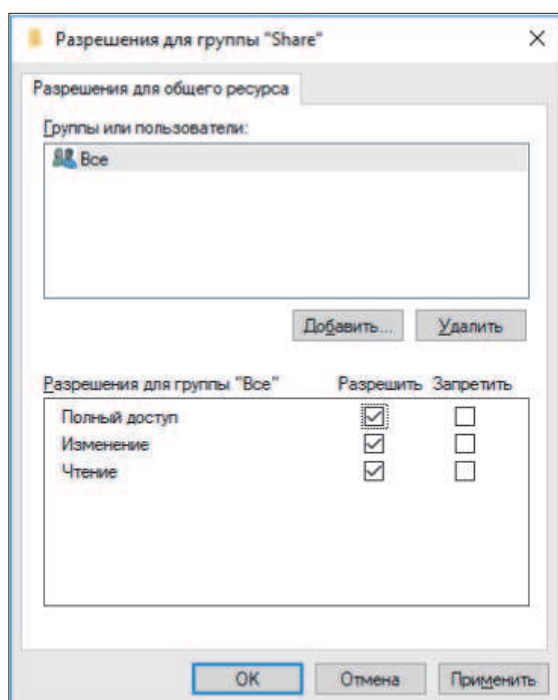 Разрешения для группы "Share"
Разрешения для общего ресурса
Группы или пользователи:
Все
Добавить... Удалить
Разрешения для группы "Все" Разрешить Запретить
Полный доступ
Изменение
Чтение
OK Отмена Применить